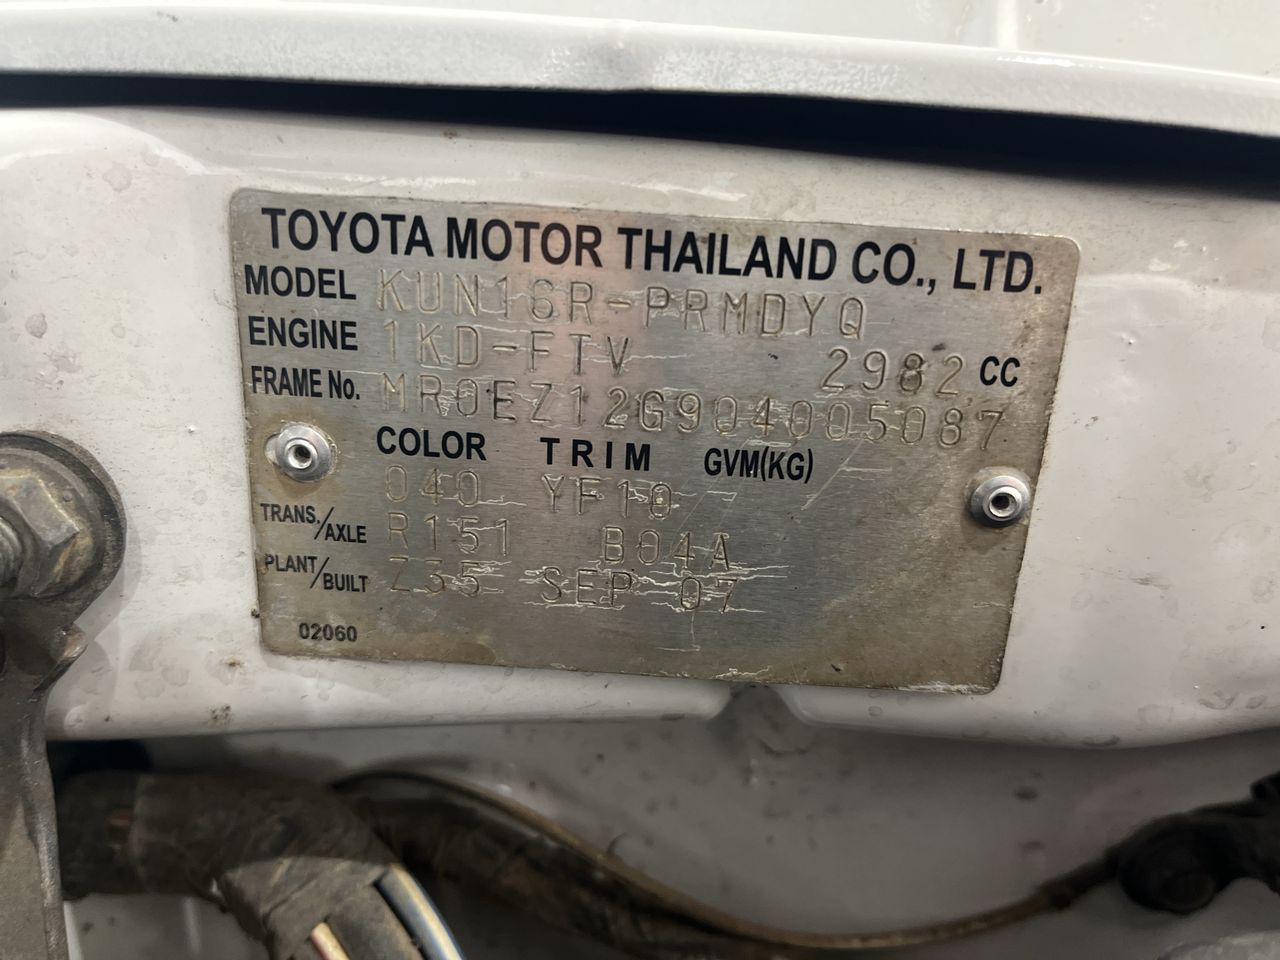 TOYOTA MOTOR THAILAND CO., LTD.
MODEL KUN16R-PRMDYQ
ENGINE 1KD-FTV 2982 CC
FRAME No. MR0EZ12G904005087
COLOR TRIM GVM(KG)
040 YF10
TRANS./AXLE R151 B04A
PLANT/BUILT Z35 SEP 07
02060